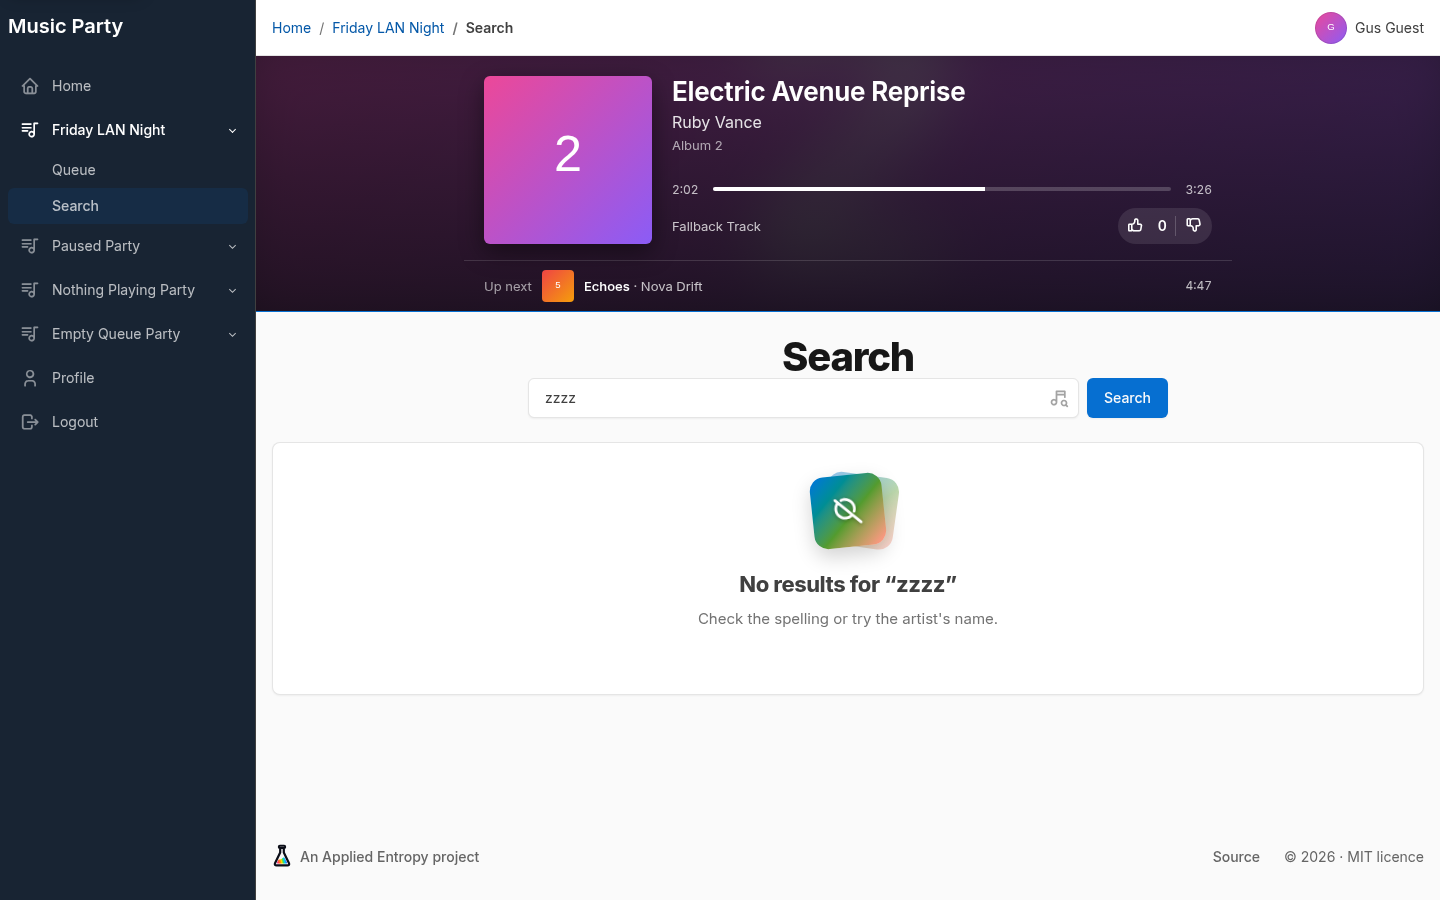 Music Party
Home
Friday LAN Night
Queue
Search
Paused Party
Nothing Playing Party
Empty Queue Party
Profile
Logout
Home / Friday LAN Night / Search
G Gus Guest
2
Electric Avenue Reprise
Ruby Vance
Album 2
2:02 3:26
Fallback Track 0
Up next 5 Echoes · Nova Drift 4:47
Search
zzzz Search
No results for “zzzz”
Check the spelling or try the artist's name.
An Applied Entropy project Source © 2026 · MIT licence